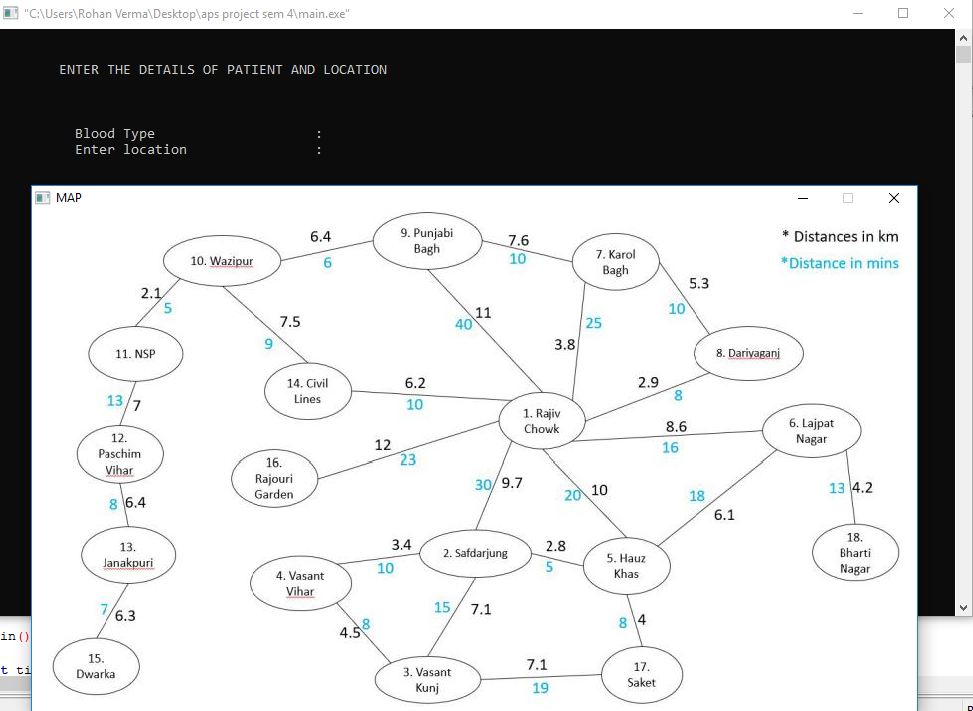 "C:\Users\Rohan Verma\Desktop\aps project sem 4\main.exe"
ENTER THE DETAILS OF PATIENT AND LOCATION
Blood Type :
Enter location :
MAP
* Distances in km
*Distance in mins
9. Punjabi
Bagh
6.4
6
7.6
10
10. Wazipur
7. Karol
Bagh
2.1
5
5.3
10
7.5
9
11
40
25
3.8
11. NSP
8. Dariyaganj
14. Civil
Lines
6.2
10
2.9
8
13
7
1. Rajiv
Chowk
6. Lajpat
Nagar
8.6
16
12.
Paschim
Vihar
12
23
16.
Rajouri
Garden
30
9.7
20
10
18
6.1
13
4.2
8
6.4
13.
Janakpuri
3.4
10
2. Safdarjung
2.8
5
5. Hauz
Khas
18.
Bharti
Nagar
4. Vasant
Vihar
7
6.3
4.5
8
15
7.1
8
4
15.
Dwarka
3. Vasant
Kunj
7.1
19
17.
Saket
in()
t ti